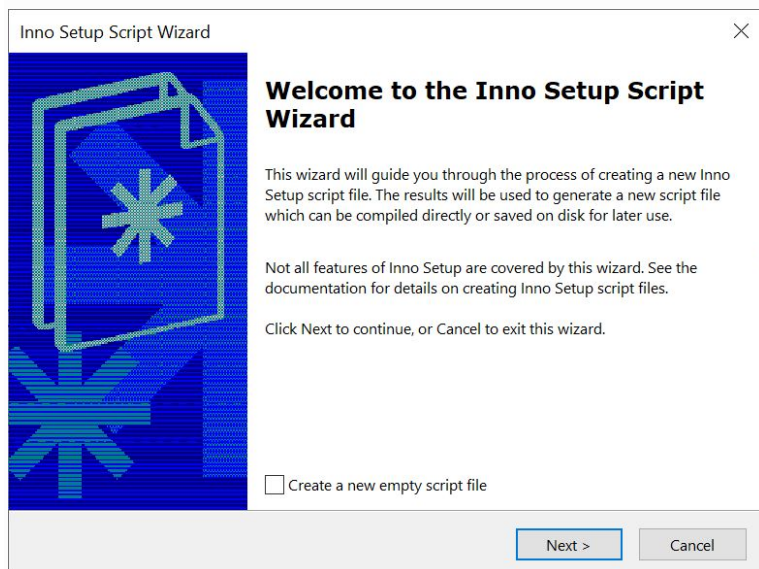 Inno Setup Script Wizard
Welcome to the Inno Setup Script
Wizard
This wizard will guide you through the process of creating a new Inno
Setup script file. The results will be used to generate a new script file
which can be compiled directly or saved on disk for later use.
Not all features of Inno Setup are covered by this wizard. See the
documentation for details on creating Inno Setup script files.
Click Next to continue, or Cancel to exit this wizard.
Create a new empty script file
Next >
Cancel